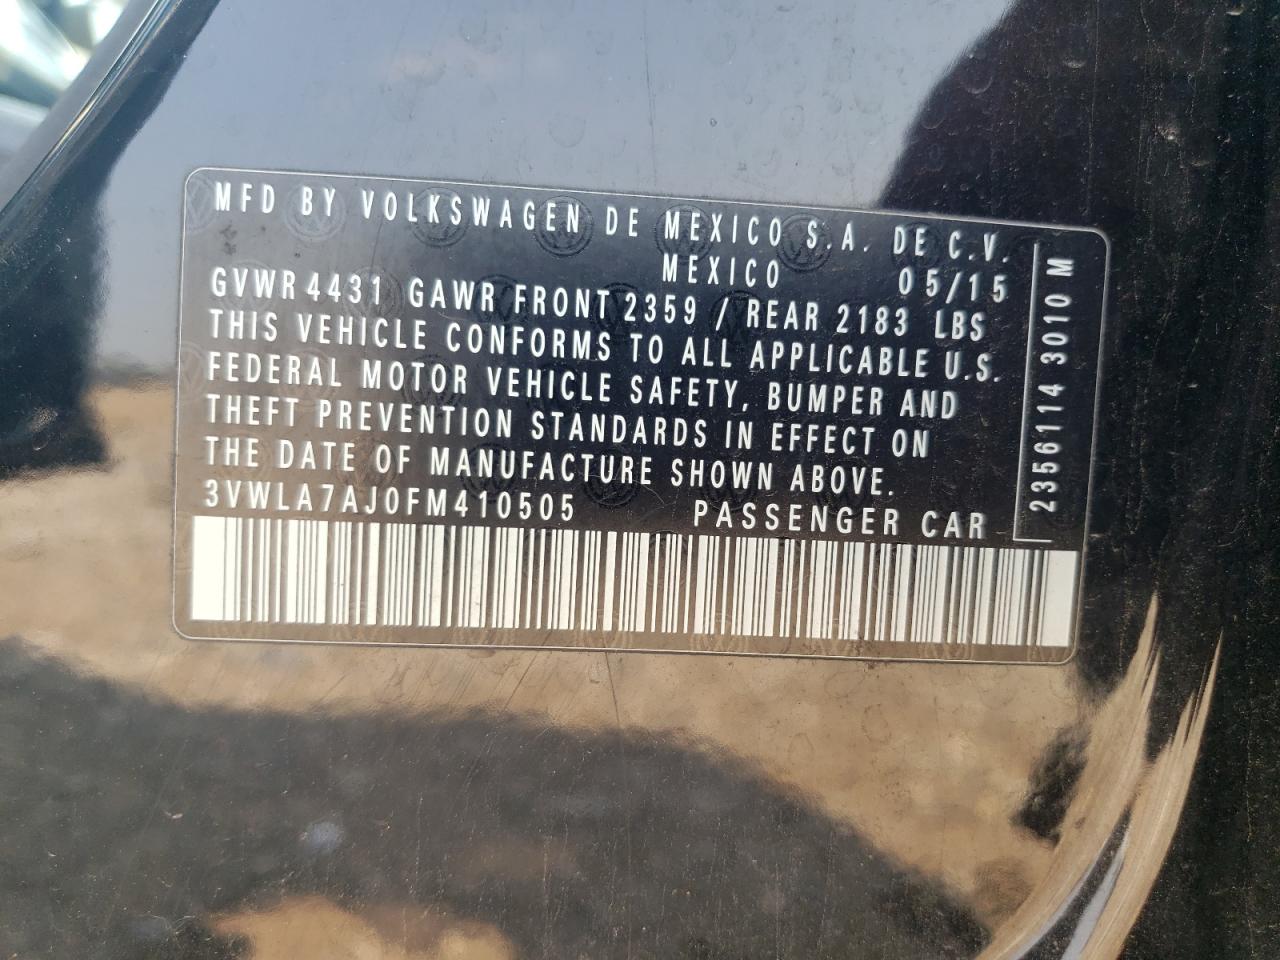 MFD BY VOLKSWAGEN DE MEXICO S.A. DE C.V.
MEXICO 05/15
GVWR 4431 GAWR FRONT 2359 / REAR 2183 LBS
THIS VEHICLE CONFORMS TO ALL APPLICABLE U.S.
FEDERAL MOTOR VEHICLE SAFETY, BUMPER AND
THEFT PREVENTION STANDARDS IN EFFECT ON
THE DATE OF MANUFACTURE SHOWN ABOVE.
3VWLA7AJ0FM410505 PASSENGER CAR
2356114 3010 M